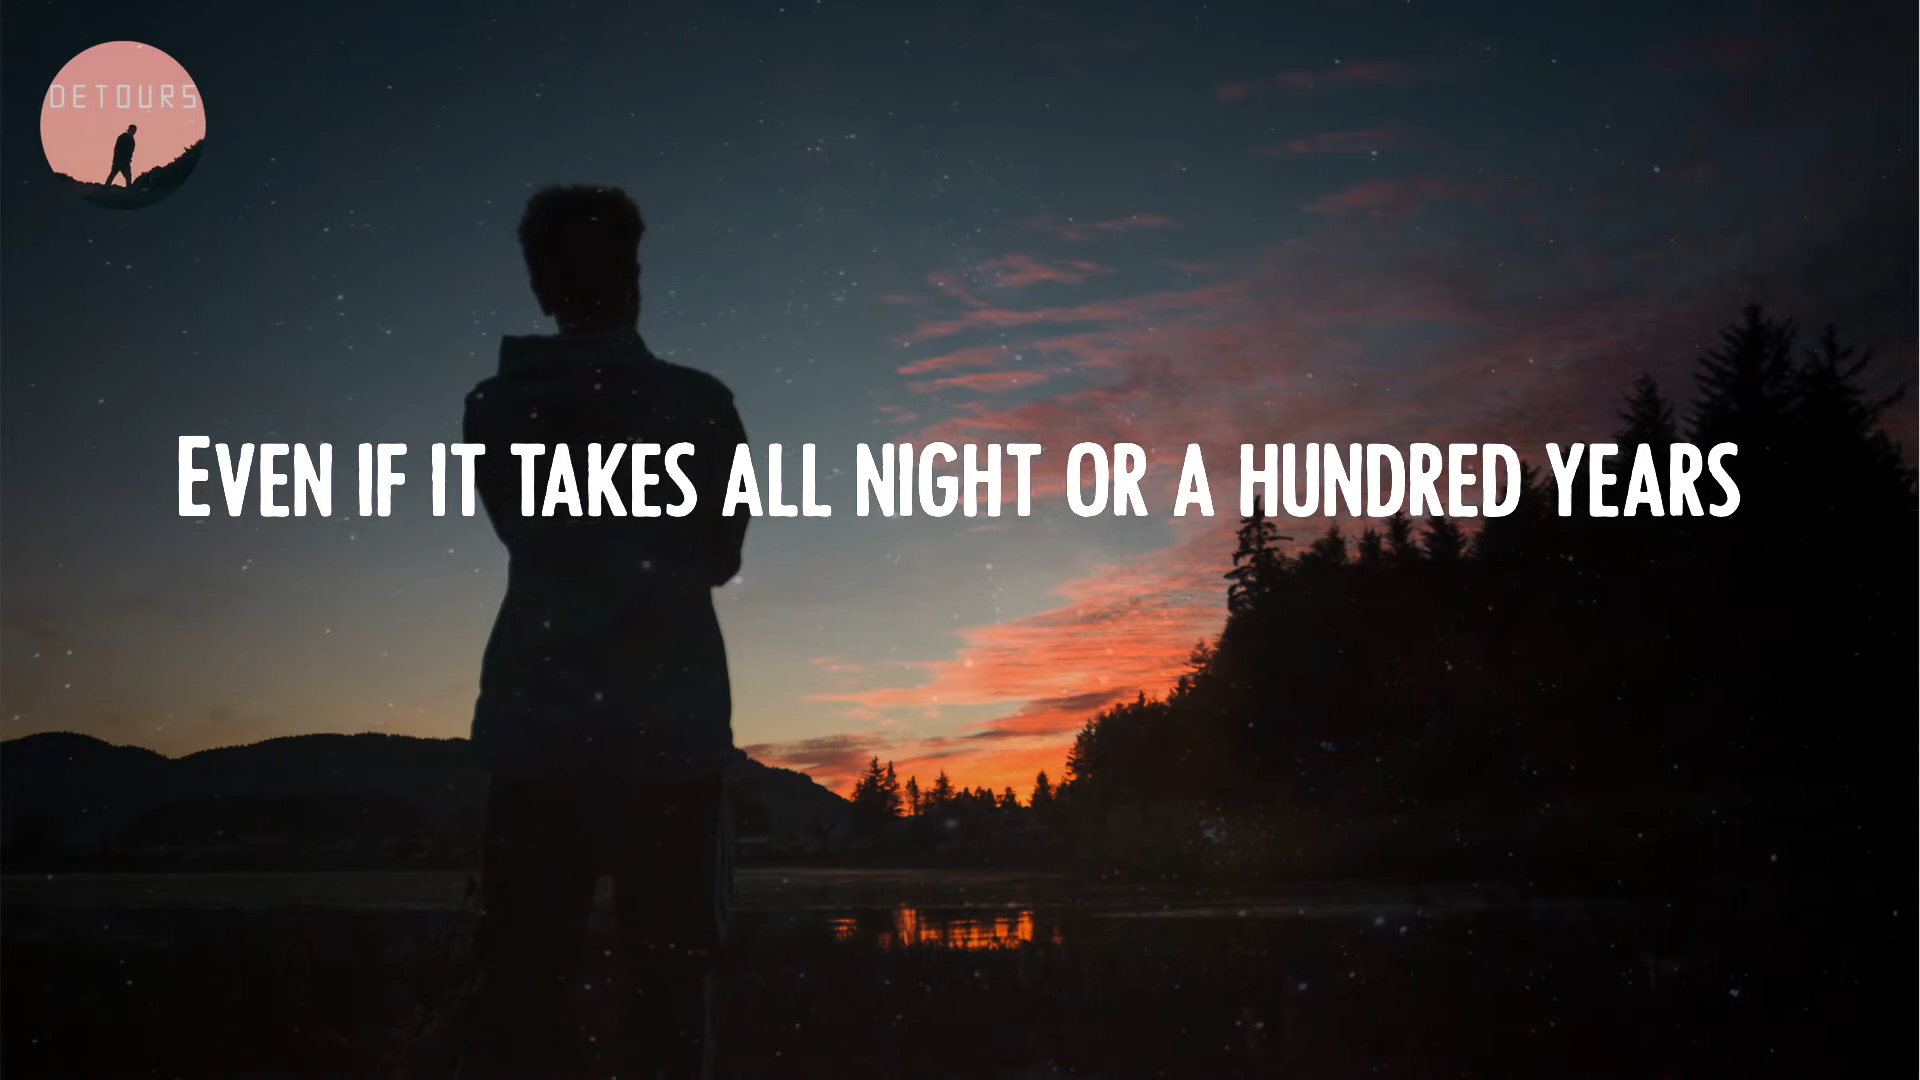 DETOURS
EVEN IF IT TAKES ALL NIGHT OR A HUNDRED YEARS